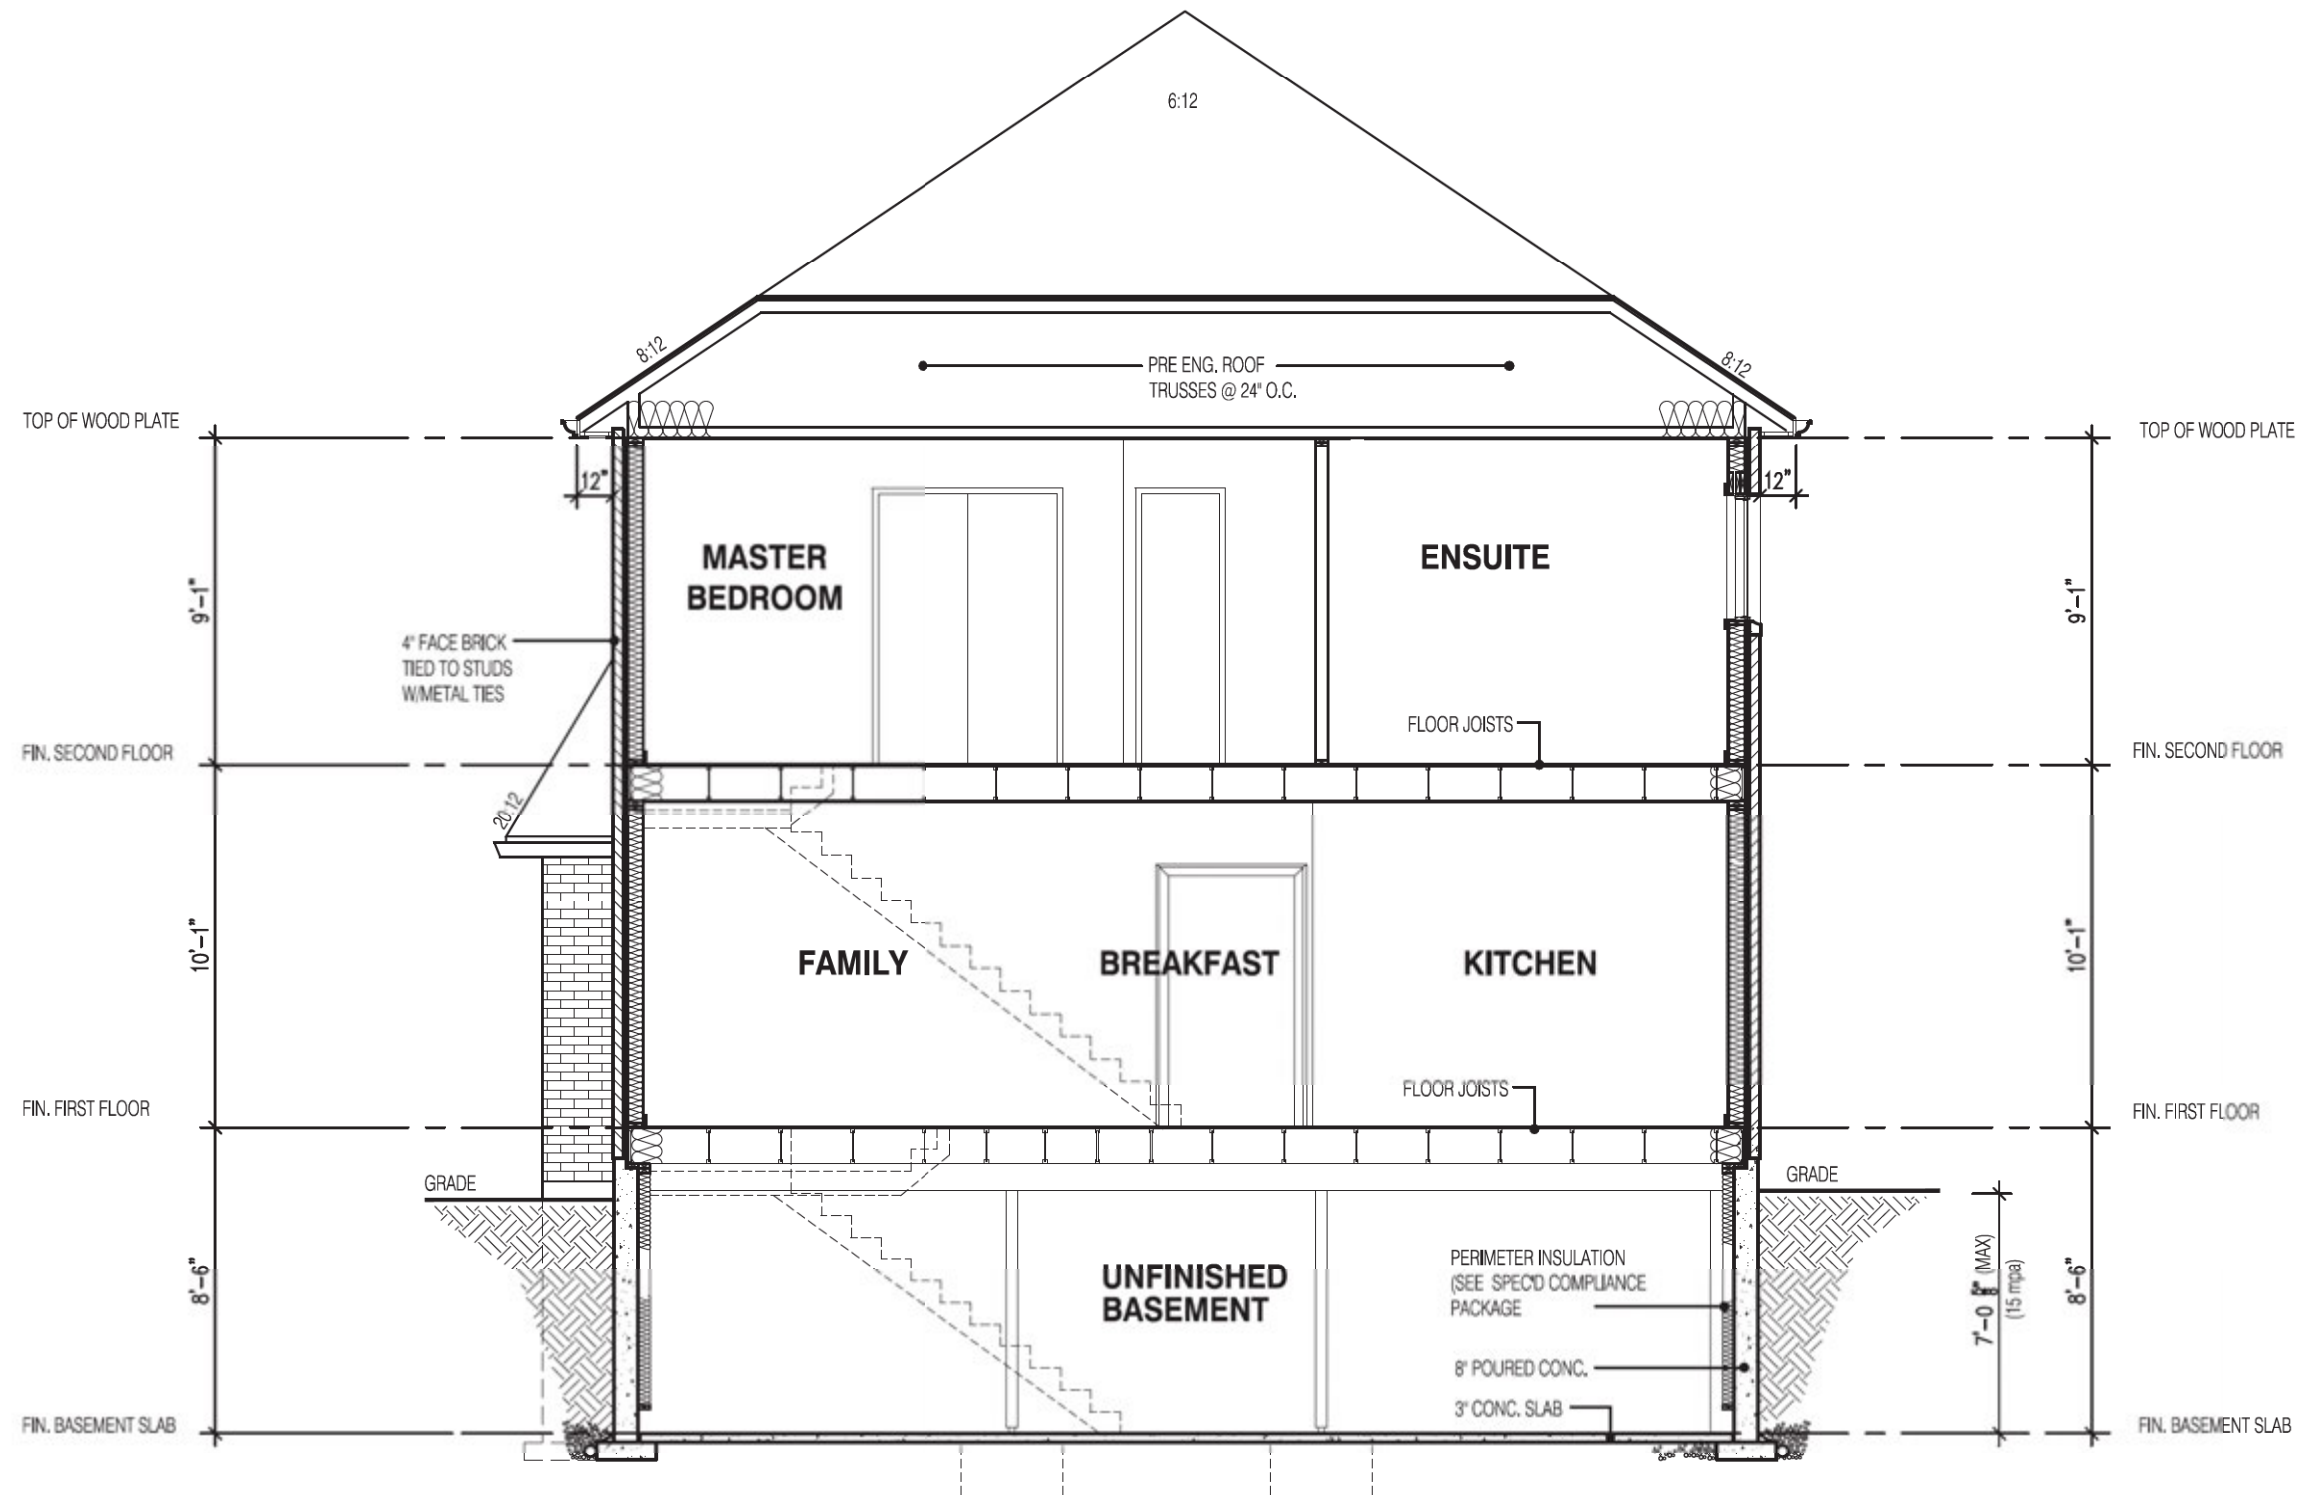 6:12
8:12
8:12
PRE ENG. ROOF
TRUSSES @ 24" O.C.
TOP OF WOOD PLATE
TOP OF WOOD PLATE
12"
12"
MASTER
BEDROOM
ENSUITE
9'-1"
9'-1"
4" FACE BRICK
TIED TO STUDS
W/METAL TIES
FLOOR JOISTS
FIN. SECOND FLOOR
FIN. SECOND FLOOR
20:12
10'-1"
FAMILY
BREAKFAST
KITCHEN
10'-1"
FLOOR JOISTS
FIN. FIRST FLOOR
FIN. FIRST FLOOR
GRADE
GRADE
8'-6"
UNFINISHED
BASEMENT
PERIMETER INSULATION
(SEE SPEC'D COMPLIANCE
PACKAGE
7'-0 (MAX)
(15 mpa)
8'-6"
8" POURED CONC.
3" CONC. SLAB
FIN. BASEMENT SLAB
FIN. BASEMENT SLAB